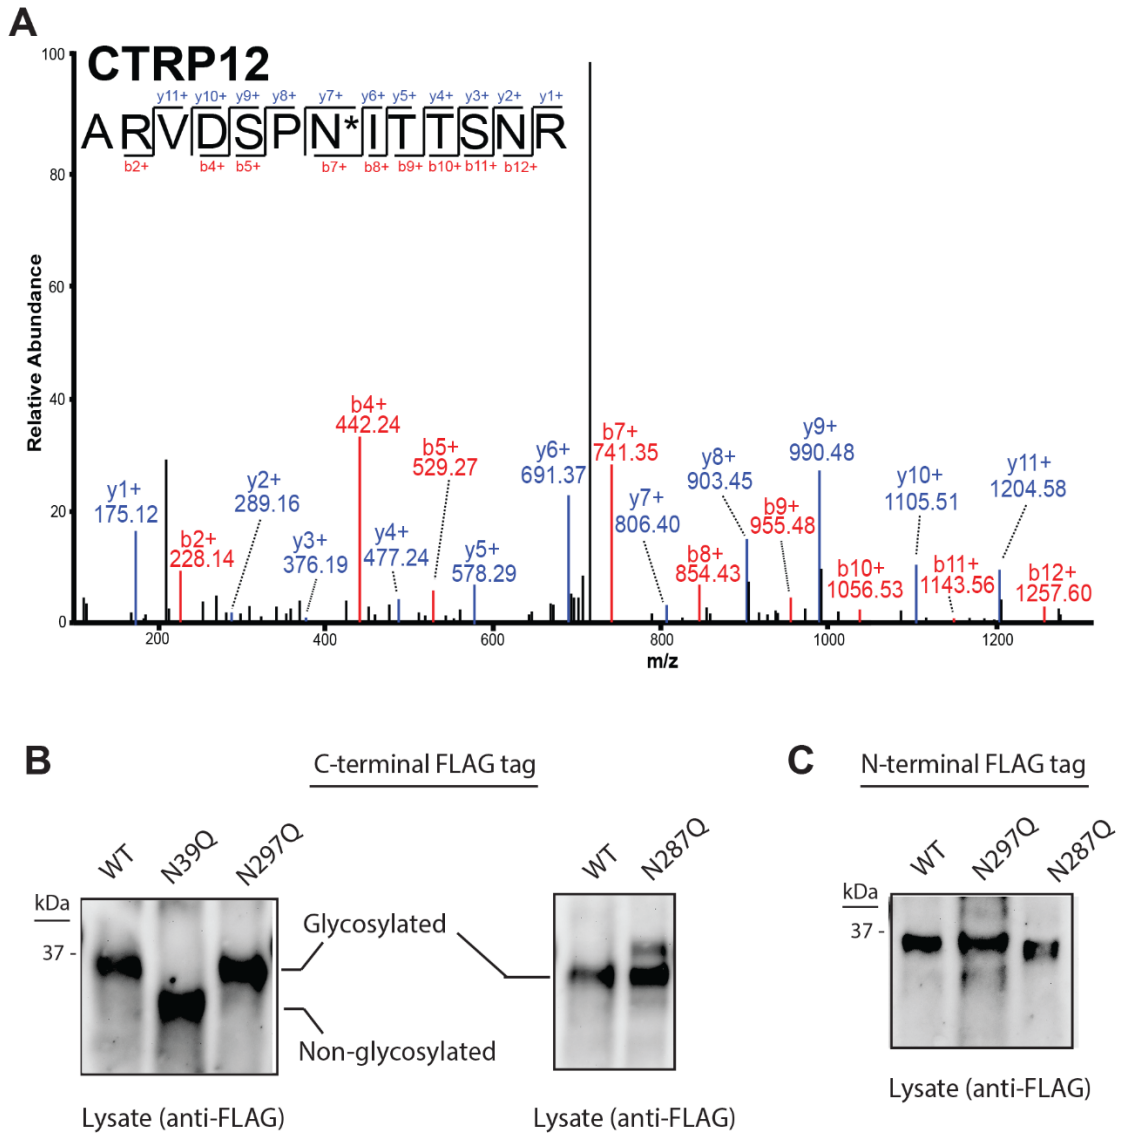 A
CTRP12
y11+ y10+ y9+ y8+ y7+ y6+ y5+ y4+ y3+ y2+ y1+
ARVDSPN*ITTSNR
b2+ b4+ b5+ b7+ b8+ b9+ b10+ b11+ b12+
Relative Abundance
100
80
60
40
20
0
y1+
175.12
b2+
228.14
y2+
289.16
y3+
376.19
b4+
442.24
y4+
477.24
b5+
529.27
y5+
578.29
y6+
691.37
b7+
741.35
y7+
806.40
b8+
854.43
y8+
903.45
b9+
955.48
y9+
990.48
b10+
1056.53
y10+
1105.51
b11+
1143.56
y11+
1204.58
b12+
1257.60
200 400 600 800 1000 1200
m/z
B
C-terminal FLAG tag
WT N39Q N297Q
kDa
37 -
Glycosylated
Non-glycosylated
Lysate (anti-FLAG)
WT N287Q
Lysate (anti-FLAG)
C
N-terminal FLAG tag
WT N297Q N287Q
kDa
37 -
Lysate (anti-FLAG)